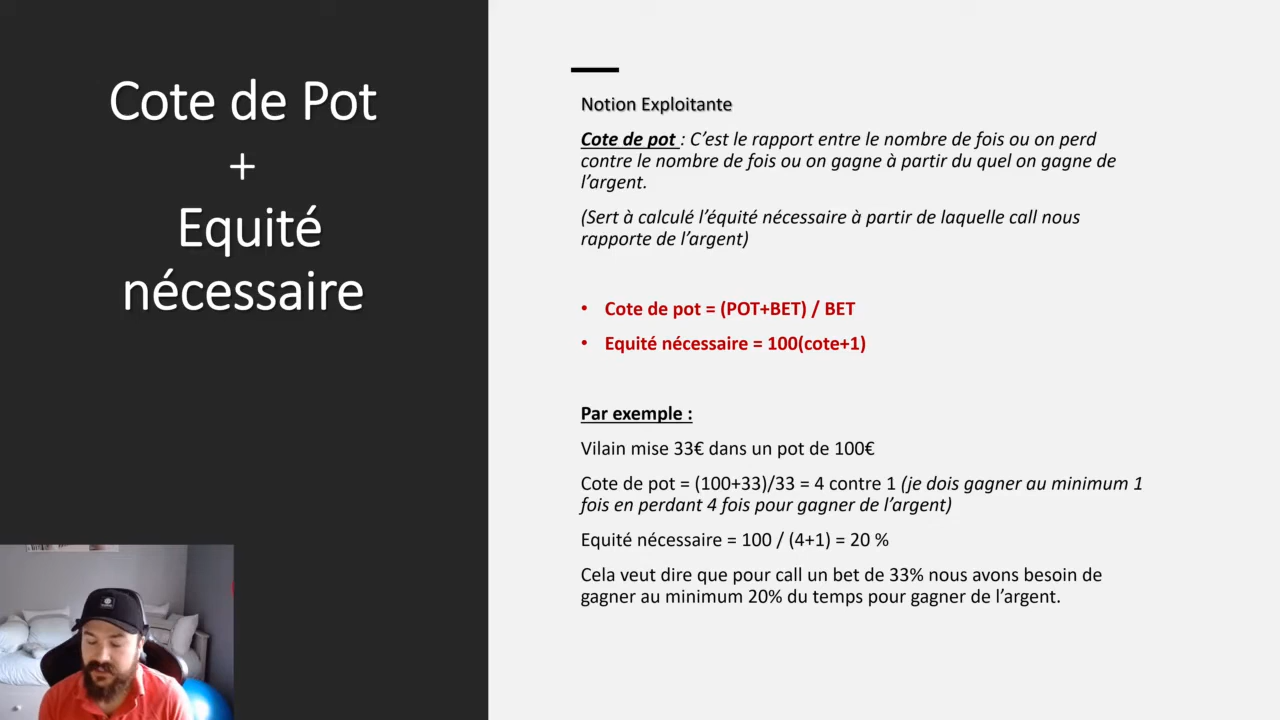 Cote de Pot
+
Equité
nécessaire
Notion Exploitante
Cote de pot : C’est le rapport entre le nombre de fois ou on perd
contre le nombre de fois ou on gagne à partir du quel on gagne de
l’argent.
(Sert à calculé l’équité nécessaire à partir de laquelle call nous
rapporte de l’argent)
• Cote de pot = (POT+BET) / BET
• Equité nécessaire = 100(cote+1)
Par exemple :
Vilain mise 33€ dans un pot de 100€
Cote de pot = (100+33)/33 = 4 contre 1 (je dois gagner au minimum 1
fois en perdant 4 fois pour gagner de l’argent)
Equité nécessaire = 100 / (4+1) = 20 %
Cela veut dire que pour call un bet de 33% nous avons besoin de
gagner au minimum 20% du temps pour gagner de l’argent.